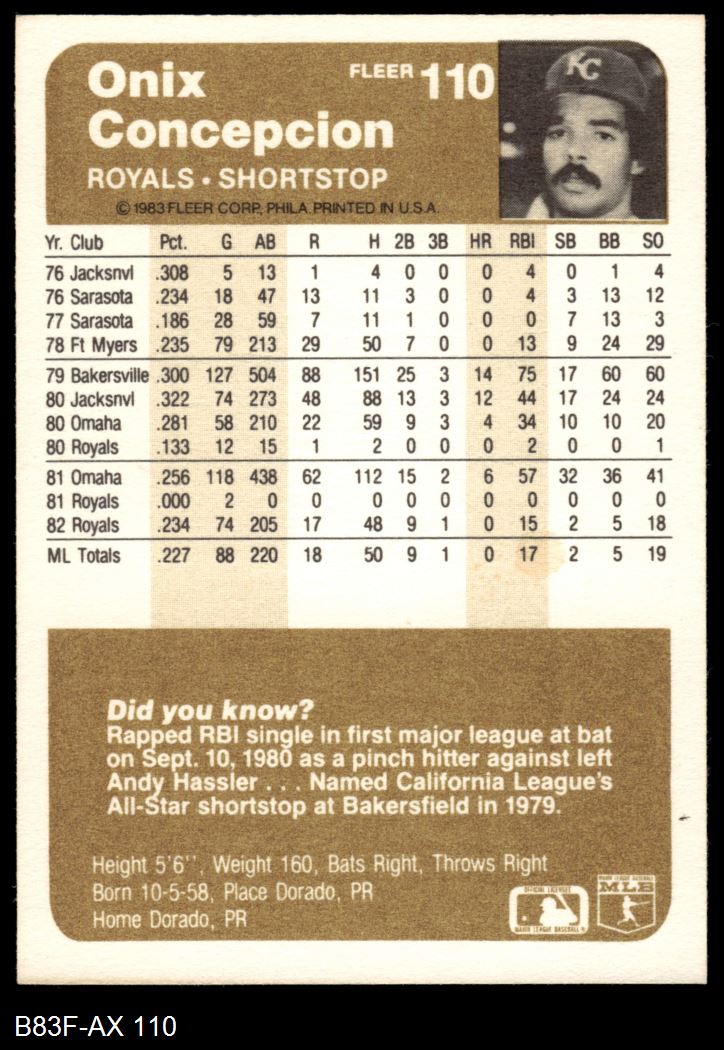 Onix
Concepcion
FLEER 110
KC
ROYALS • SHORTSTOP
© 1983 FLEER CORP., PHILA. PRINTED IN U.S.A.
Yr. Club Pct. G AB R H 2B 3B HR RBI SB BB SO
76 Jacksnvl .308 5 13 1 4 0 0 0 4 0 1 4
76 Sarasota .234 18 47 13 11 3 0 0 4 3 13 12
77 Sarasota .186 28 59 7 11 1 0 0 0 7 13 3
78 Ft Myers .235 79 213 29 50 7 0 0 13 9 24 29
79 Bakersville .300 127 504 88 151 25 3 14 75 17 60 60
80 Jacksnvl .322 74 273 48 88 13 3 12 44 17 24 24
80 Omaha .281 58 210 22 59 9 3 4 34 10 10 20
80 Royals .133 12 15 1 2 0 0 0 2 0 0 1
81 Omaha .256 118 438 62 112 15 2 6 57 32 36 41
81 Royals .000 2 0 0 0 0 0 0 0 0 0 0
82 Royals .234 74 205 17 48 9 1 0 15 2 5 18
ML Totals .227 88 220 18 50 9 1 0 17 2 5 19
Did you know?
Rapped RBI single in first major league at bat
on Sept. 10, 1980 as a pinch hitter against left
Andy Hassler . . . Named California League's
All-Star shortstop at Bakersfield in 1979.
Height 5'6'', Weight 160, Bats Right, Throws Right
Born 10-5-58, Place Dorado, PR
Home Dorado, PR
OFFICIAL LICENSEE
MAJOR LEAGUE BASEBALL
MAJOR LEAGUE BASEBALL
MLB
B83F-AX 110